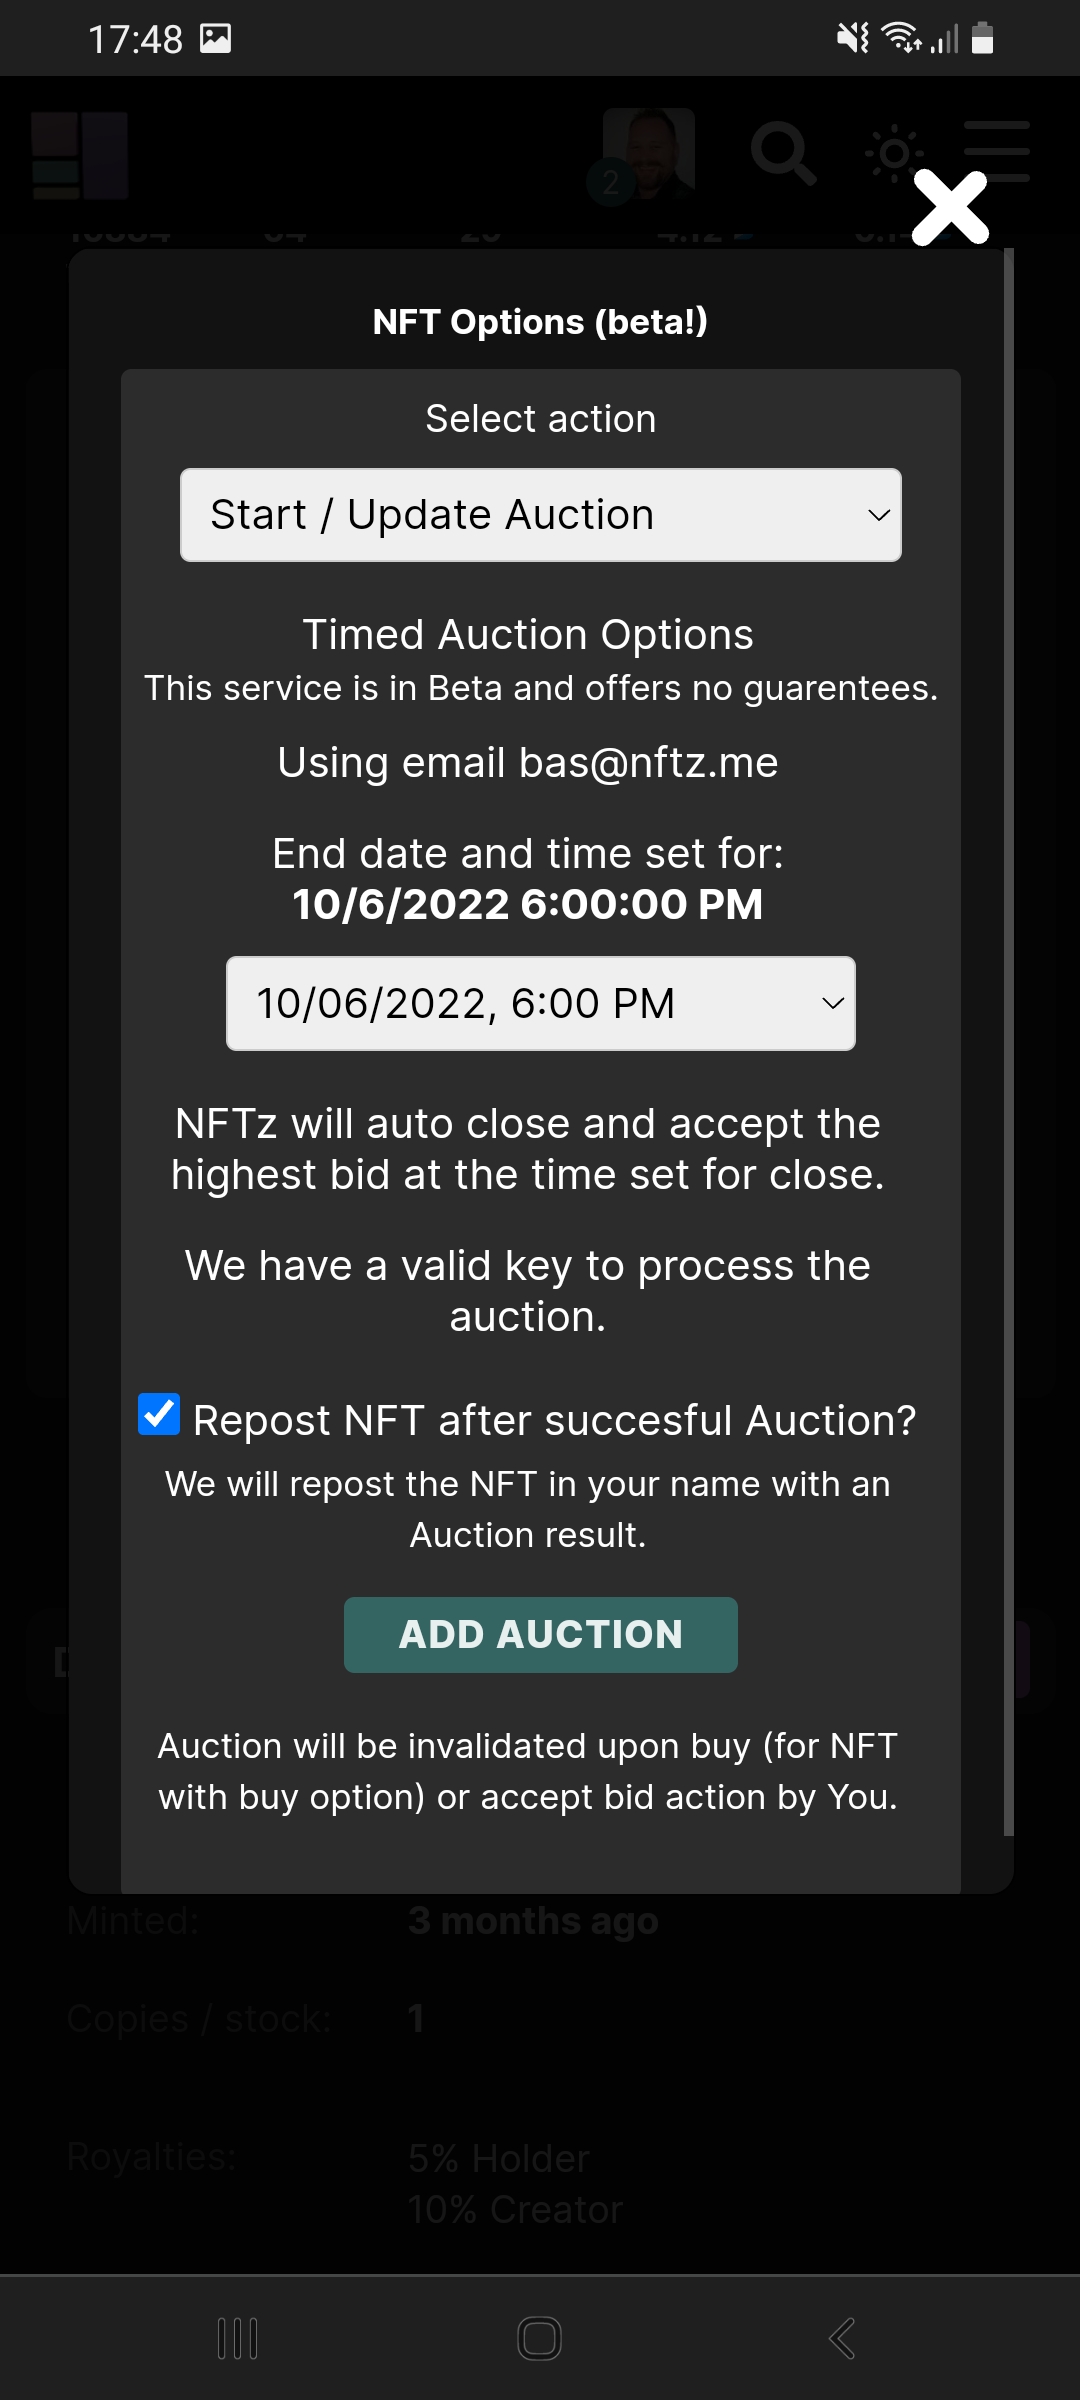 17:48
2
NFT Options (beta!)
Select action
Start / Update Auction
Timed Auction Options
This service is in Beta and offers no guarentees.
Using email bas@nftz.me
End date and time set for:
10/6/2022 6:00:00 PM
10/06/2022, 6:00 PM
NFTz will auto close and accept the
highest bid at the time set for close.
We have a valid key to process the
auction.
Repost NFT after succesful Auction?
We will repost the NFT in your name with an
Auction result.
ADD AUCTION
Auction will be invalidated upon buy (for NFT
with buy option) or accept bid action by You.
Minted: 3 months ago
Copies / stock: 1
Royalties: 5% Holder
10% Creator